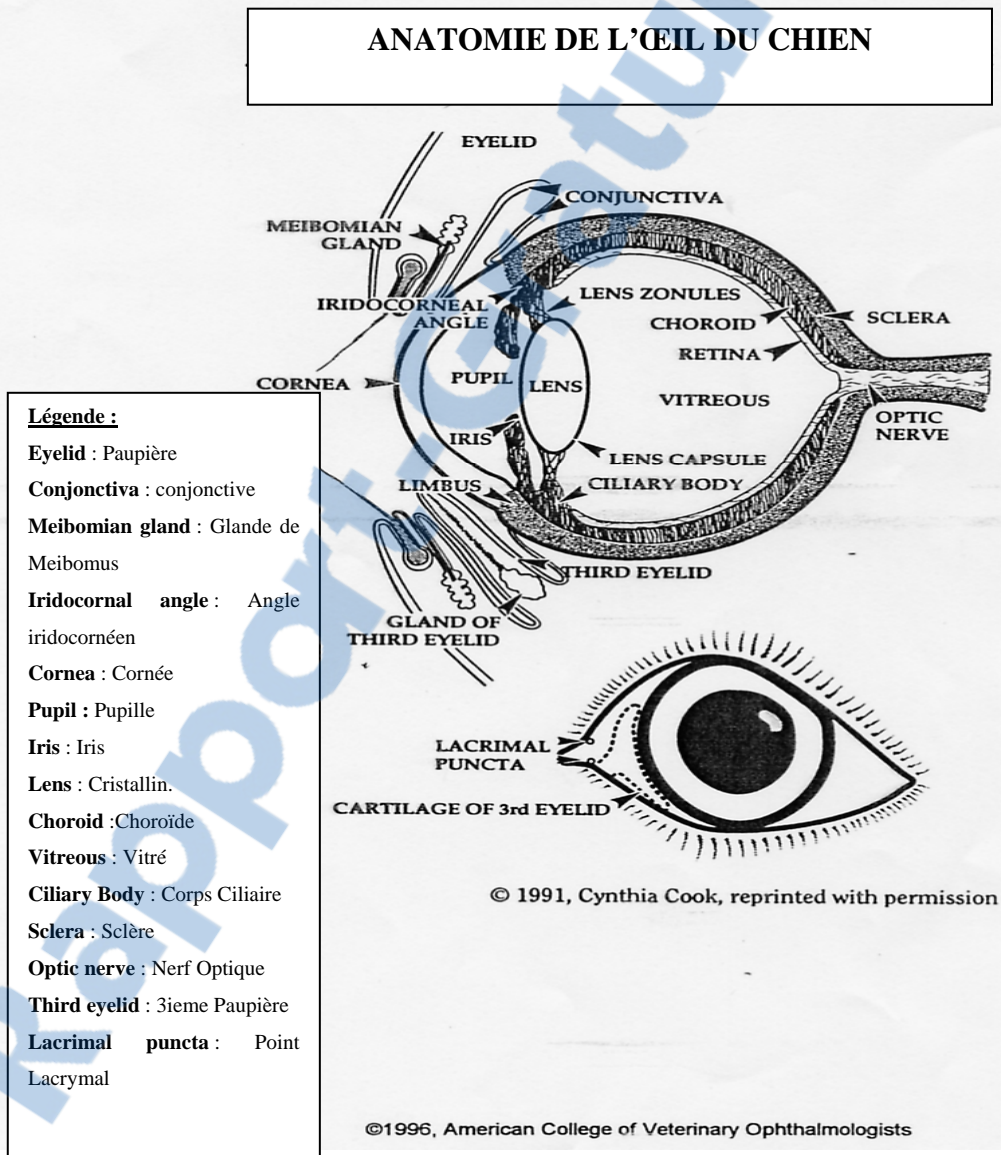 ANATOMIE DE L'ŒIL DU CHIEN
EYELID
CONJUNCTIVA
MEIBOMIAN
GLAND
IRIDOCORNEAL
ANGLE
LENS ZONULES
CHOROID
SCLERA
RETINA
CORNEA
PUPIL
LENS
VITREOUS
OPTIC
NERVE
IRIS
LENS CAPSULE
LIMBUS
CILIARY BODY
THIRD EYELID
GLAND OF
THIRD EYELID
LACRIMAL
PUNCTA
CARTILAGE OF 3rd EYELID
© 1991, Cynthia Cook, reprinted with permission
Légende :
Eyelid : Paupière
Conjonctiva : conjonctive
Meibomian gland : Glande de
Meibomus
Iridocornal angle : Angle
iridocornéen
Cornea : Cornée
Pupil : Pupille
Iris : Iris
Lens : Cristallin.
Choroid :Choroïde
Vitreous : Vitré
Ciliary Body : Corps Ciliaire
Sclera : Sclère
Optic nerve : Nerf Optique
Third eyelid : 3ieme Paupière
Lacrimal puncta : Point
Lacrymal
©1996, American College of Veterinary Ophthalmologists
Rapport-Gratui